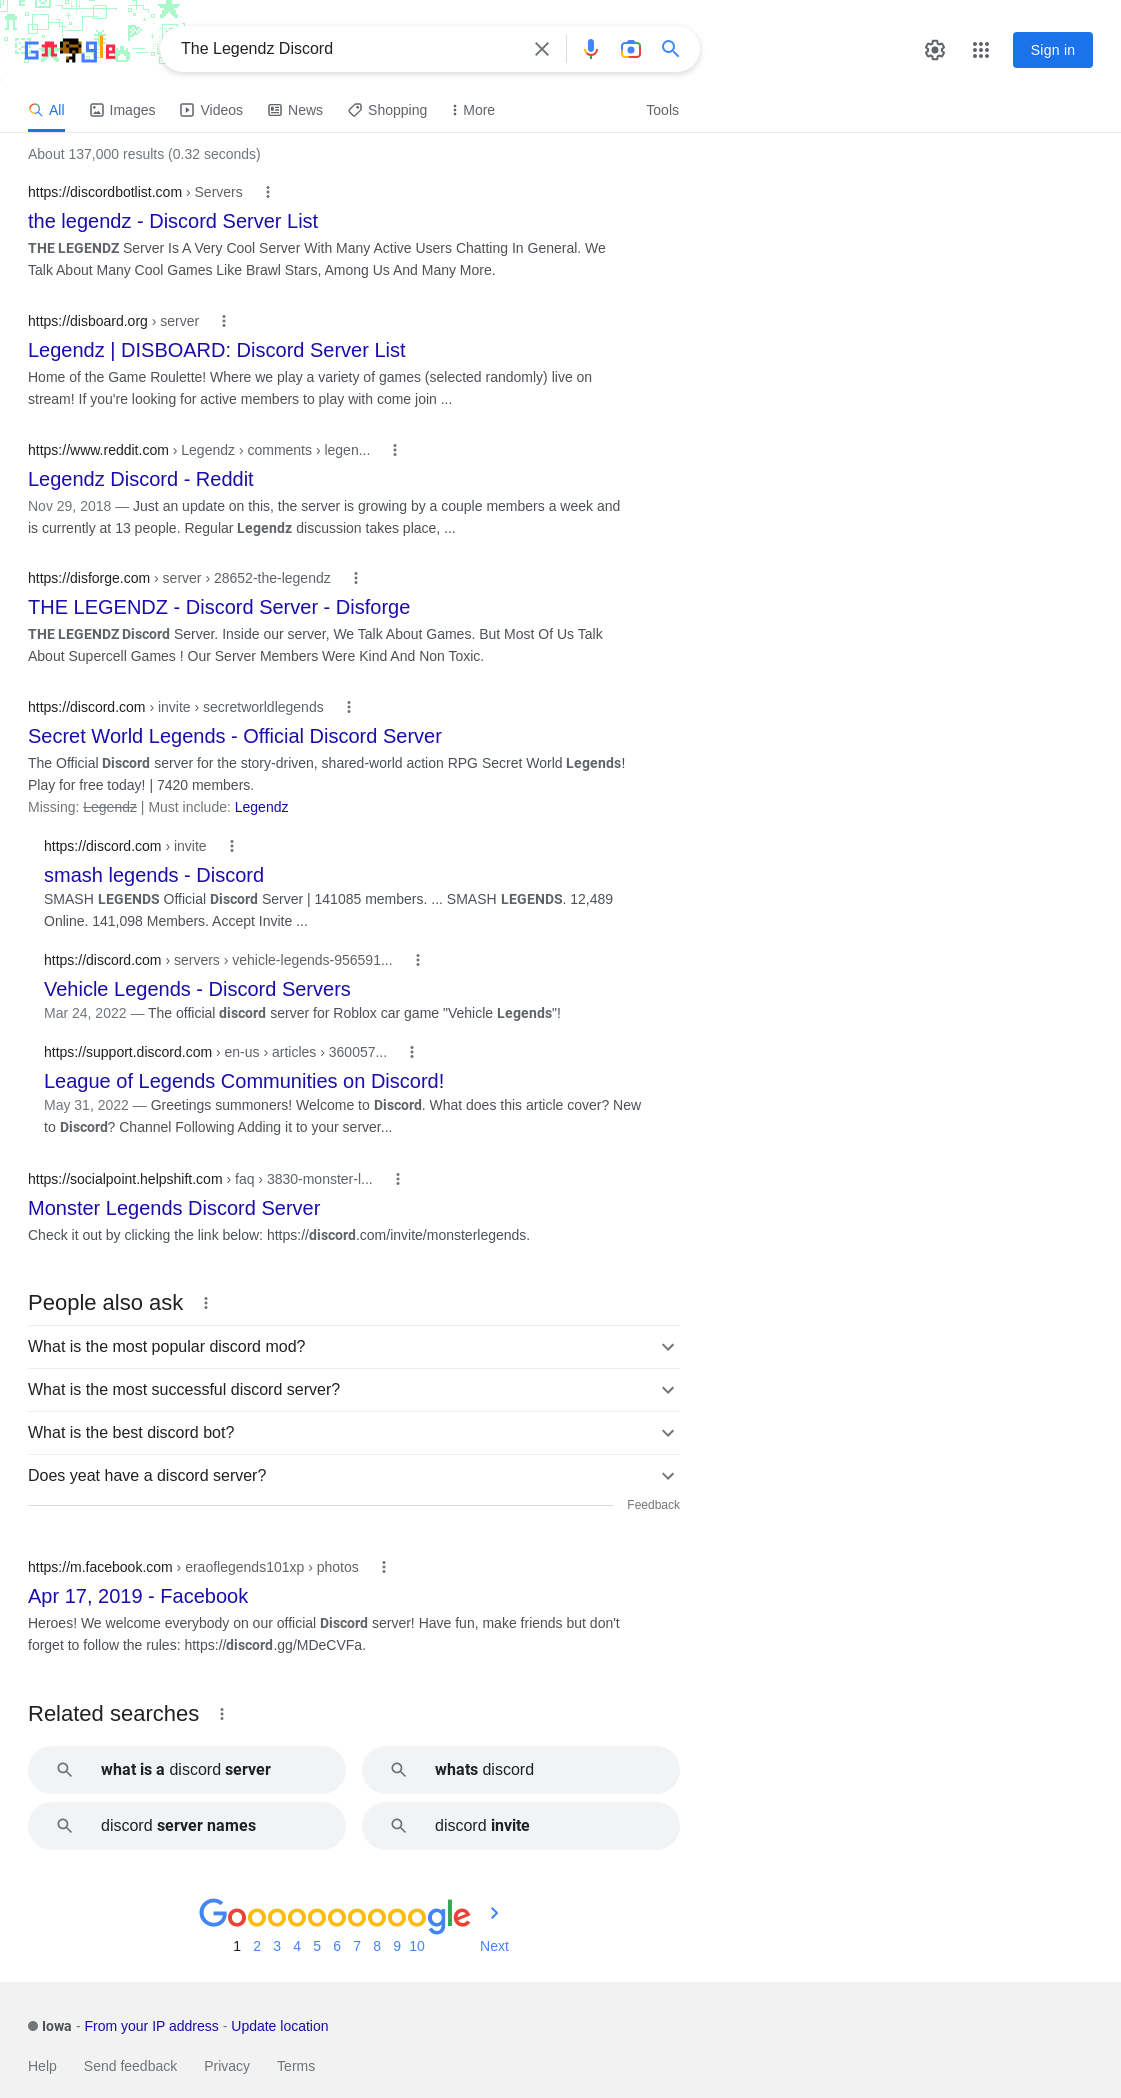 Google
The Legendz Discord
Sign in
All
Images
Videos
News
Shopping
More
Tools
About 137,000 results (0.32 seconds)
https://discordbotlist.com › Servers
the legendz - Discord Server List
THE LEGENDZ Server Is A Very Cool Server With Many Active Users Chatting In General. We
Talk About Many Cool Games Like Brawl Stars, Among Us And Many More.
https://disboard.org › server
Legendz | DISBOARD: Discord Server List
Home of the Game Roulette! Where we play a variety of games (selected randomly) live on
stream! If you're looking for active members to play with come join ...
https://www.reddit.com › Legendz › comments › legen...
Legendz Discord - Reddit
Nov 29, 2018 — Just an update on this, the server is growing by a couple members a week and
is currently at 13 people. Regular Legendz discussion takes place, ...
https://disforge.com › server › 28652-the-legendz
THE LEGENDZ - Discord Server - Disforge
THE LEGENDZ Discord Server. Inside our server, We Talk About Games. But Most Of Us Talk
About Supercell Games ! Our Server Members Were Kind And Non Toxic.
https://discord.com › invite › secretworldlegends
Secret World Legends - Official Discord Server
The Official Discord server for the story-driven, shared-world action RPG Secret World Legends!
Play for free today! | 7420 members.
Missing: Legendz | Must include: Legendz
https://discord.com › invite
smash legends - Discord
SMASH LEGENDS Official Discord Server | 141085 members. ... SMASH LEGENDS. 12,489
Online. 141,098 Members. Accept Invite ...
https://discord.com › servers › vehicle-legends-956591...
Vehicle Legends - Discord Servers
Mar 24, 2022 — The official discord server for Roblox car game "Vehicle Legends"!
https://support.discord.com › en-us › articles › 360057...
League of Legends Communities on Discord!
May 31, 2022 — Greetings summoners! Welcome to Discord. What does this article cover? New
to Discord? Channel Following Adding it to your server...
https://socialpoint.helpshift.com › faq › 3830-monster-l...
Monster Legends Discord Server
Check it out by clicking the link below: https://discord.com/invite/monsterlegends.
People also ask
What is the most popular discord mod?
What is the most successful discord server?
What is the best discord bot?
Does yeat have a discord server?
Feedback
https://m.facebook.com › eraoflegends101xp › photos
Apr 17, 2019 - Facebook
Heroes! We welcome everybody on our official Discord server! Have fun, make friends but don't
forget to follow the rules: https://discord.gg/MDeCVFa.
Related searches
what is a discord server
whats discord
discord server names
discord invite
Goooooooooogle
1 2 3 4 5 6 7 8 9 10 Next
Iowa - From your IP address - Update location
Help Send feedback Privacy Terms